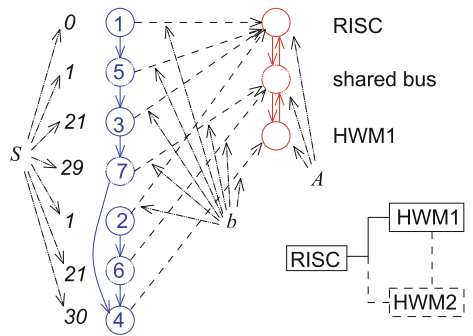 0 1 RISC
1 5 shared bus
21 3 HWM1
S 29 7 A
1 2 b
HWM1
21 6 RISC
HWM2
30 4